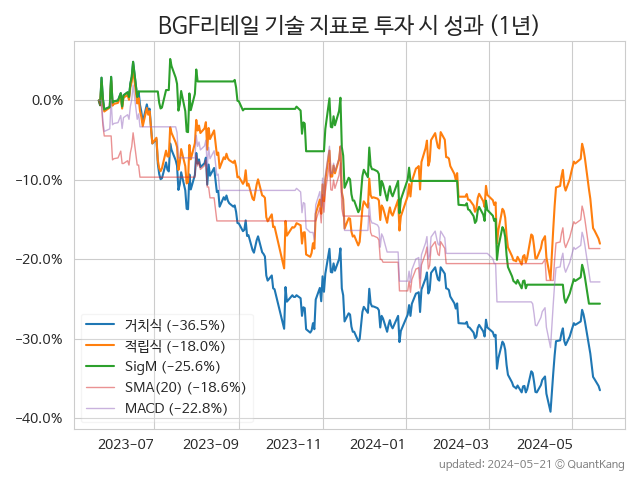 BGF리테일 기술 지표로 투자 시 성과 (1년)
0.0%
−10.0%
−20.0%
−30.0%
−40.0%
거치식 (−36.5%)
적립식 (−18.0%)
SigM (−25.6%)
SMA(20) (−18.6%)
MACD (−22.8%)
2023-07 2023-09 2023-11 2024-01 2024-03 2024-05
updated: 2024-05-21 © QuantKang